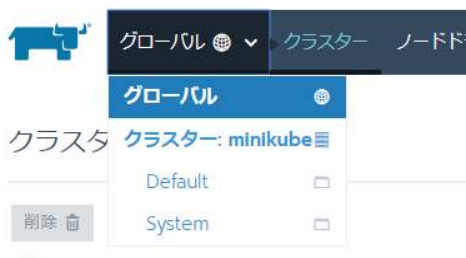 グローバル クラスター ノードド
グローバル
クラスタ クラスター: minikube
Default
削除 System